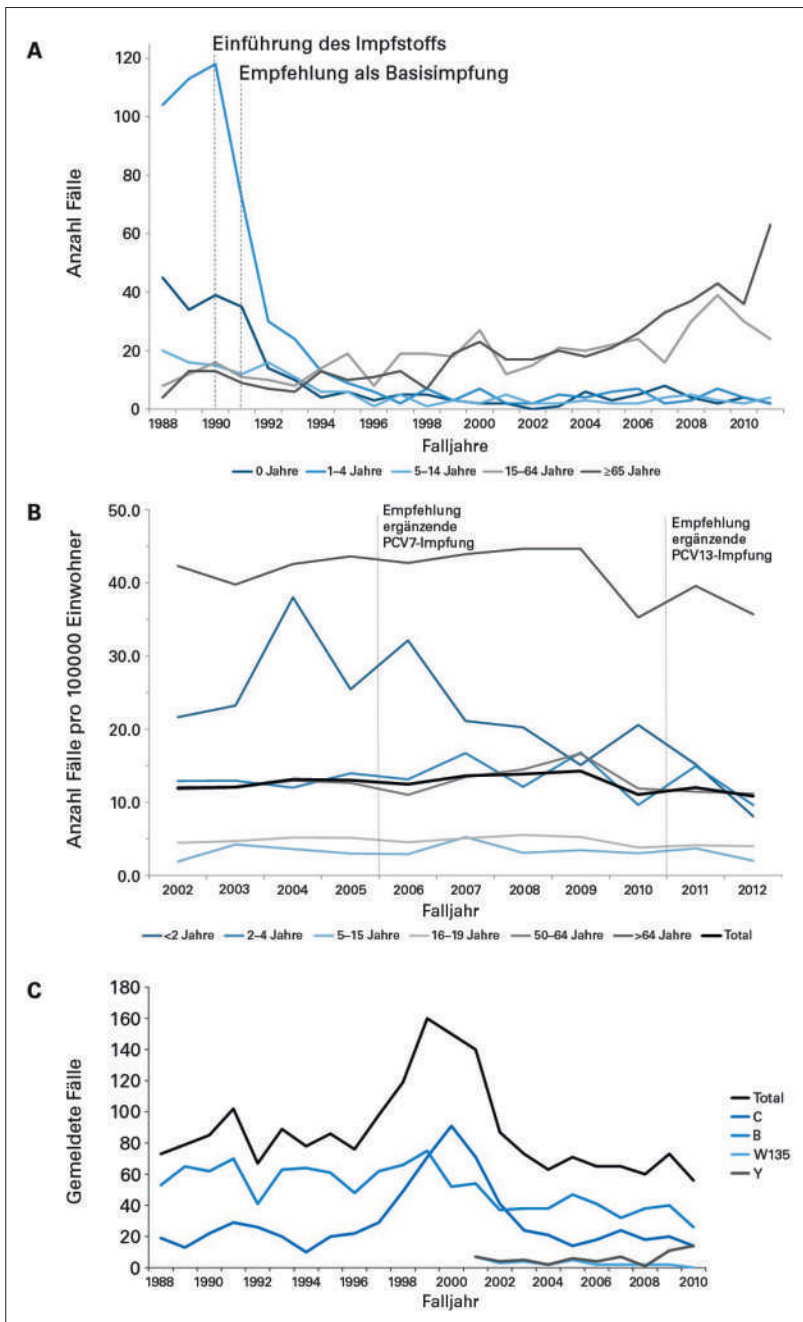 A
Einführung des Impfstoffs
Empfehlung als Basisimpfung
Anzahl Fälle
120
100
80
60
40
20
0
1988 1990 1992 1994 1996 1998 2000 2002 2004 2006 2008 2010
Falljahre
0 Jahre 1–4 Jahre 5–14 Jahre 15–64 Jahre ≥65 Jahre
B
Empfehlung
ergänzende
PCV7-Impfung
Empfehlung
ergänzende
PCV13-Impfung
Anzahl Fälle pro 100000 Einwohner
50.0
40.0
30.0
20.0
10.0
0.0
2002 2003 2004 2005 2006 2007 2008 2009 2010 2011 2012
Falljahr
<2 Jahre 2–4 Jahre 5–15 Jahre 16–19 Jahre 50–64 Jahre >64 Jahre Total
C
Gemeldete Fälle
180
160
140
120
100
80
60
40
20
0
1988 1990 1992 1994 1996 1998 2000 2002 2004 2006 2008 2010
Falljahr
Total
C
B
W135
Y